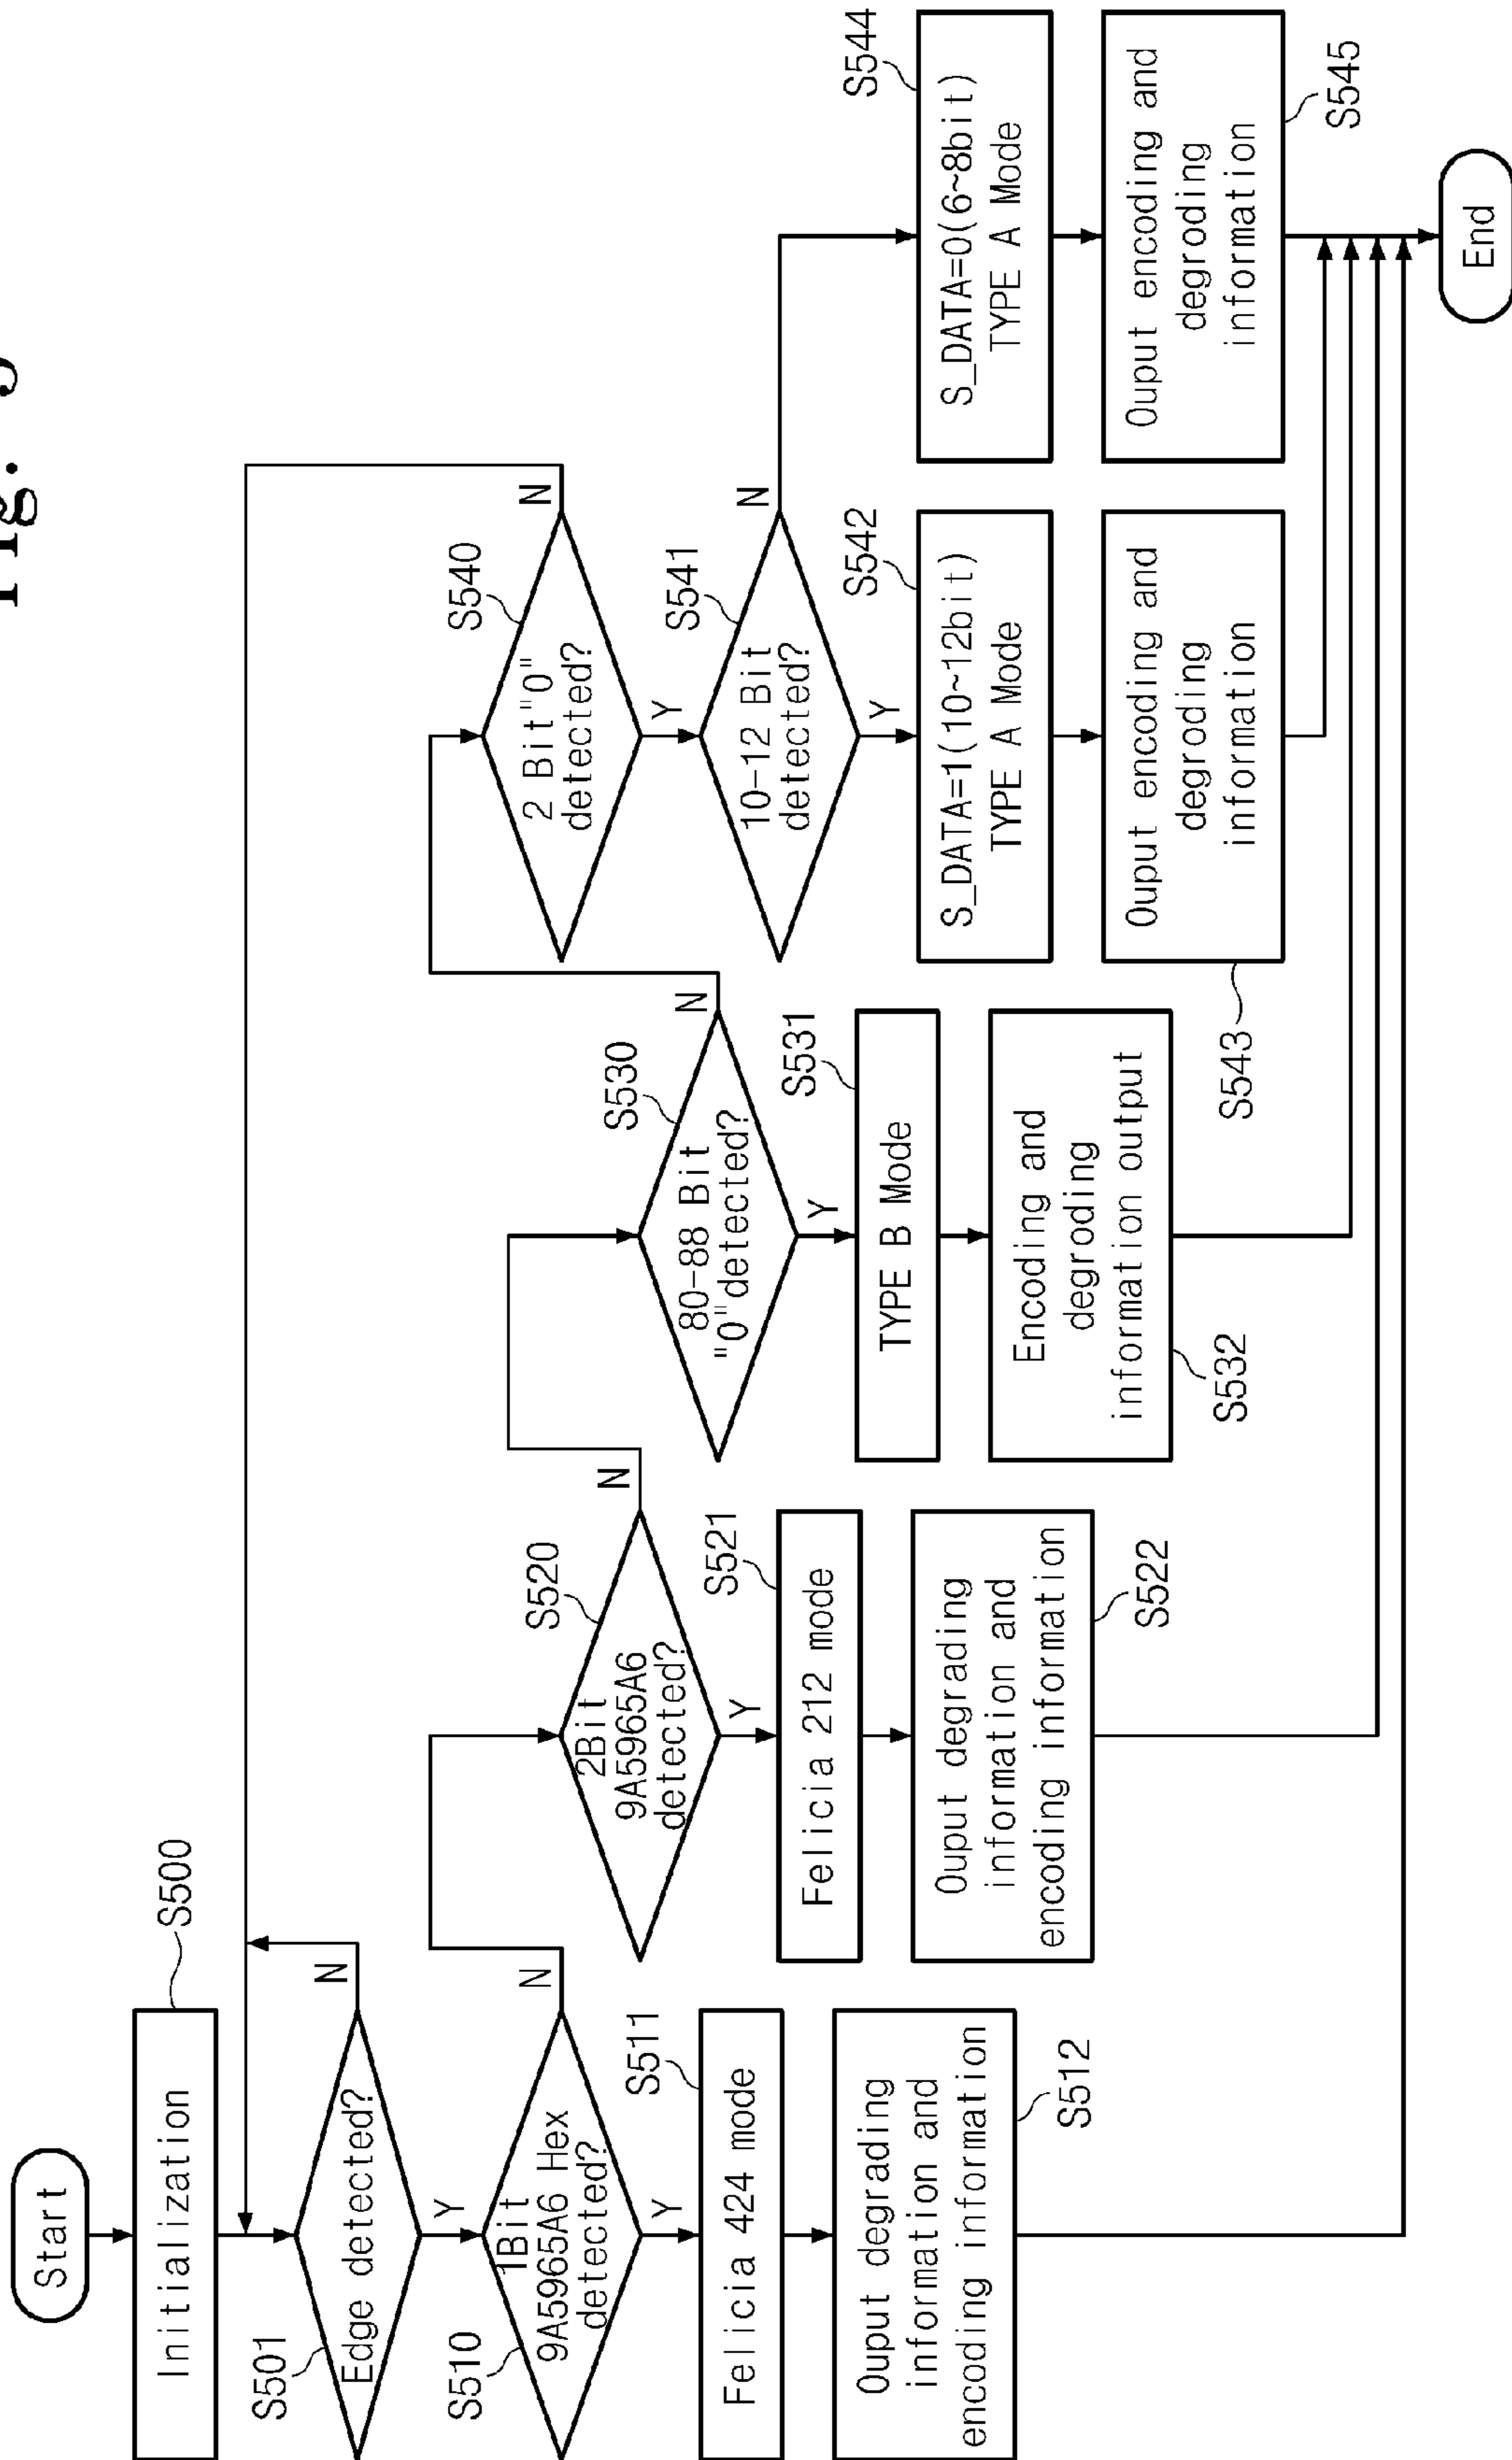 Fig. 5
Start
Initialization
S500
Edge detected?
S501
N
Y
1Bit
9A5965A6 Hex
detected?
S510
N
Y
Felicia 424 mode
S511
Ouput degrading
information and
encoding information
S512
2Bit
9A5965A6
detected?
S520
N
Y
Felicia 212 mode
S521
Ouput degrading
information and
encoding information
S522
80-88 Bit
"0"detected?
S530
N
Y
TYPE B Mode
S531
Encoding and
degroding
information output
S532
2 Bit"0"
detected?
S540
N
Y
10-12 Bit
detected?
S541
N
Y
S_DATA=1(10~12bit)
TYPE A Mode
S542
Ouput encoding and
degroding
information
S543
S_DATA=0(6~8bit)
TYPE A Mode
S544
Ouput encoding and
degroding
information
S545
End